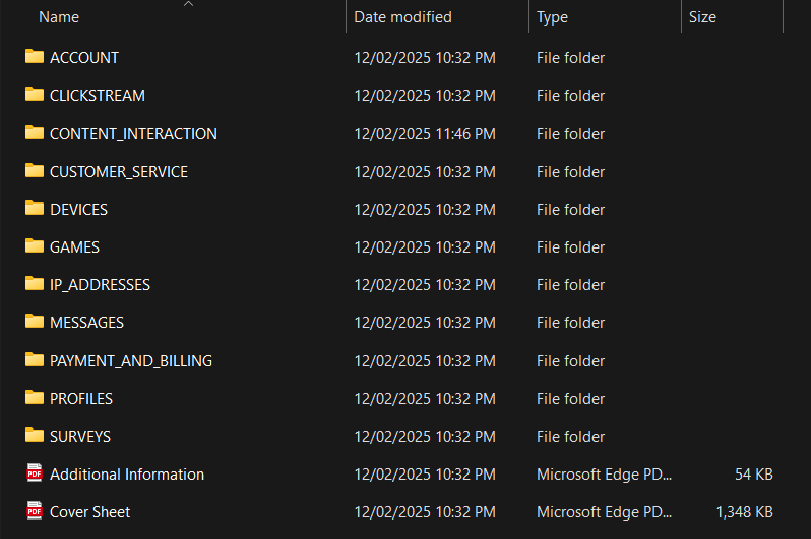 Name Date modified Type Size
ACCOUNT 12/02/2025 10:32 PM File folder
CLICKSTREAM 12/02/2025 10:32 PM File folder
CONTENT_INTERACTION 12/02/2025 11:46 PM File folder
CUSTOMER_SERVICE 12/02/2025 10:32 PM File folder
DEVICES 12/02/2025 10:32 PM File folder
GAMES 12/02/2025 10:32 PM File folder
IP_ADDRESSES 12/02/2025 10:32 PM File folder
MESSAGES 12/02/2025 10:32 PM File folder
PAYMENT_AND_BILLING 12/02/2025 10:32 PM File folder
PROFILES 12/02/2025 10:32 PM File folder
SURVEYS 12/02/2025 10:32 PM File folder
PDF Additional Information 12/02/2025 10:32 PM Microsoft Edge PD... 54 KB
PDF Cover Sheet 12/02/2025 10:32 PM Microsoft Edge PD... 1,348 KB